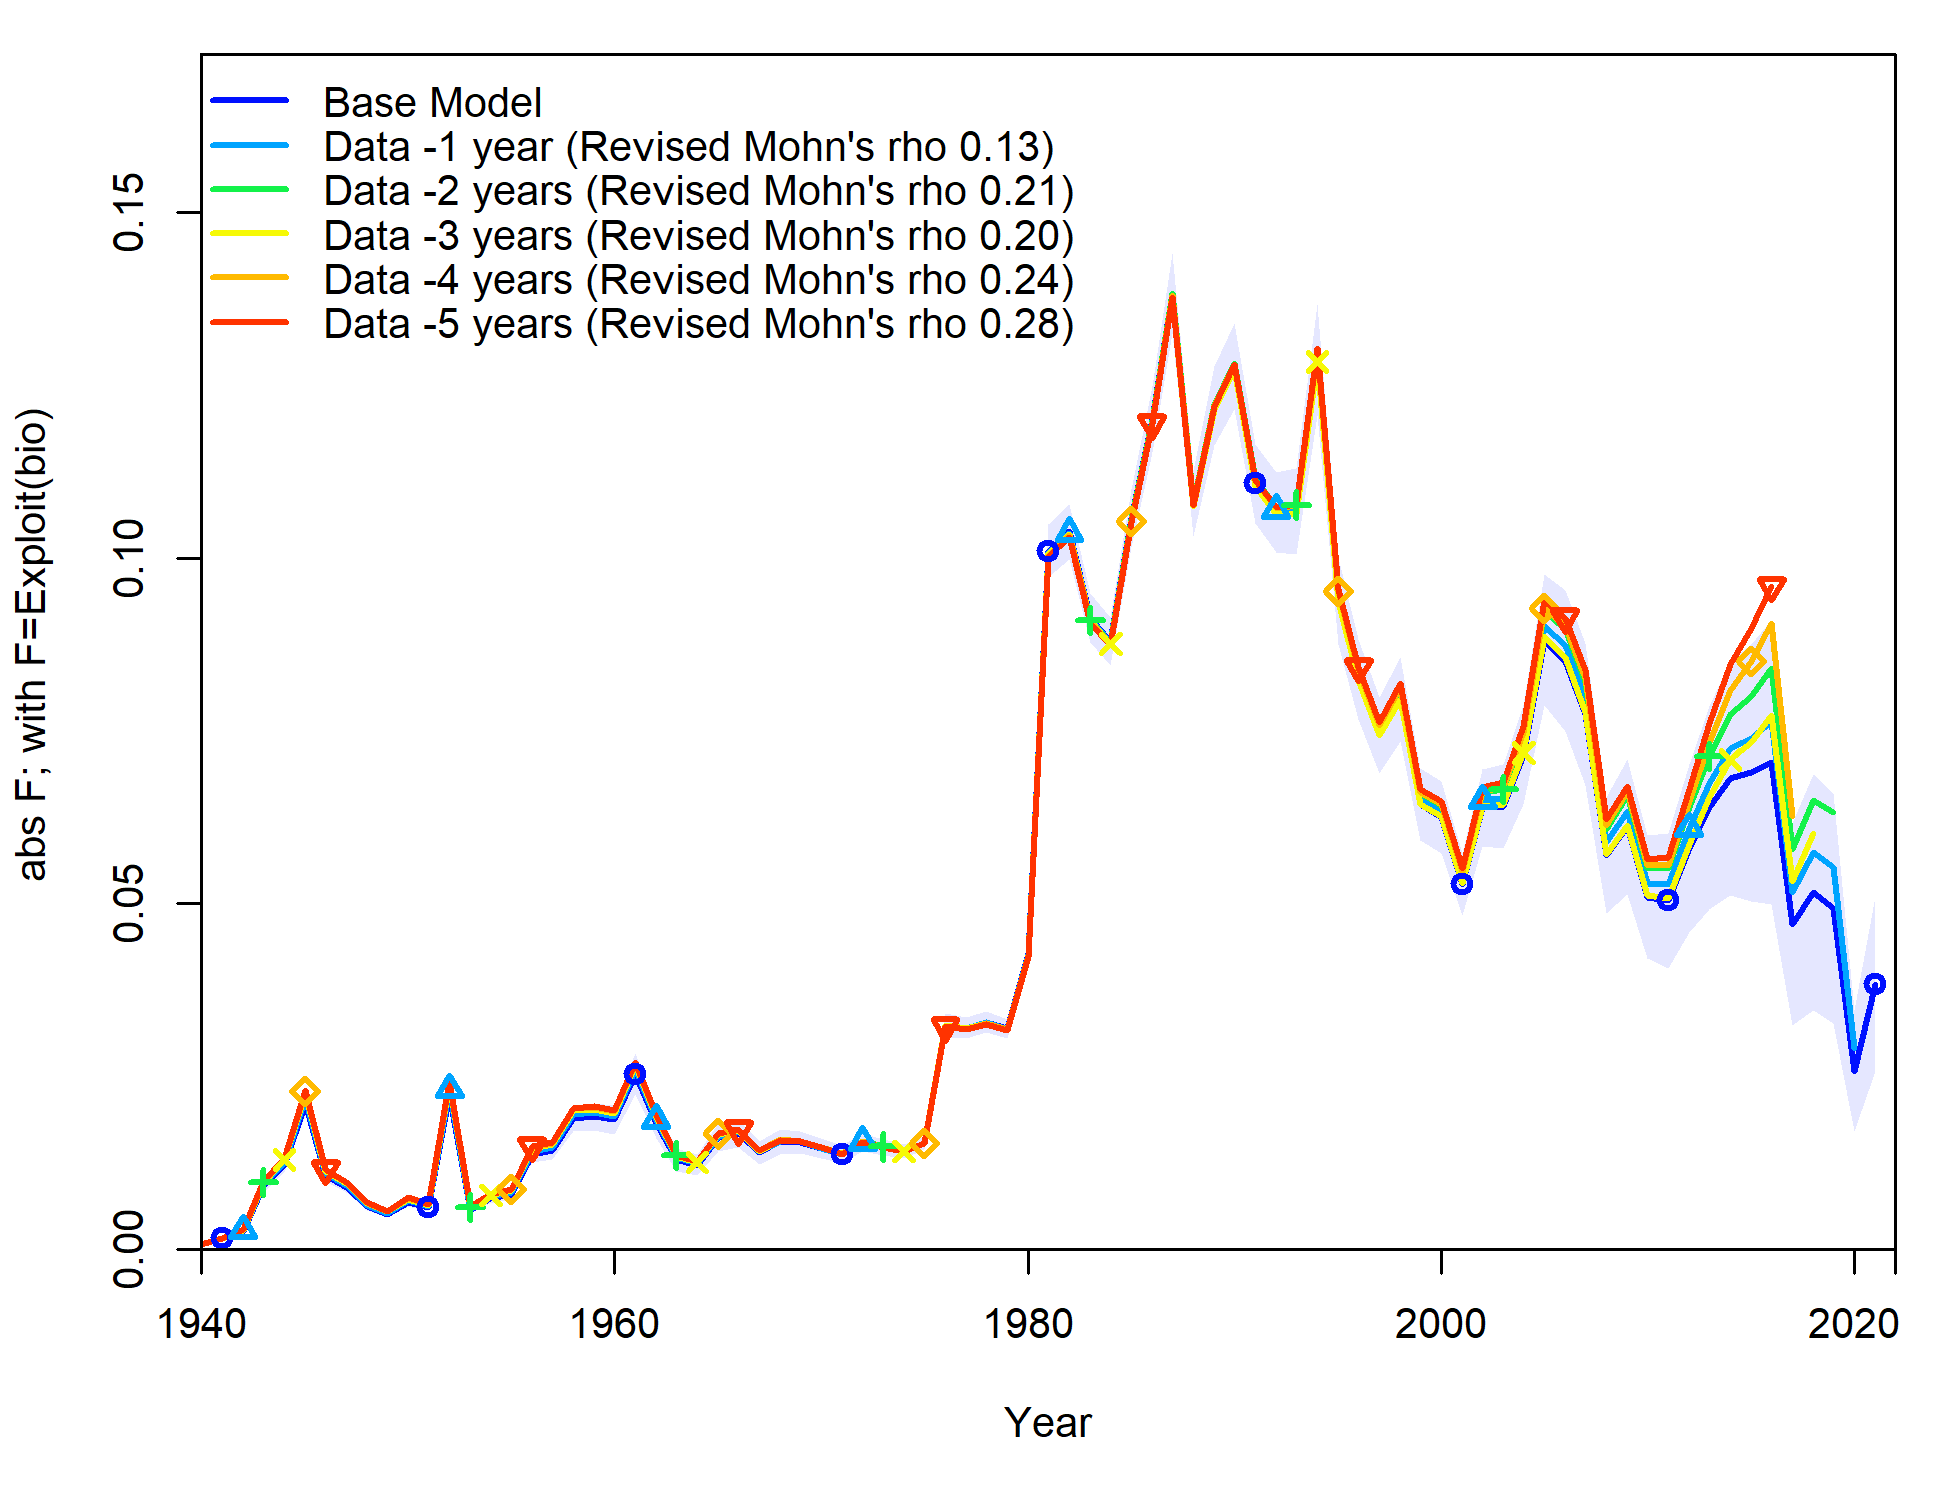 Base Model
Data -1 year (Revised Mohn's rho 0.13)
Data -2 years (Revised Mohn's rho 0.21)
Data -3 years (Revised Mohn's rho 0.20)
Data -4 years (Revised Mohn's rho 0.24)
Data -5 years (Revised Mohn's rho 0.28)
abs F; with F=Exploit(bio)
0.15
0.10
0.05
0.00
1940 1960 1980 2000 2020
Year